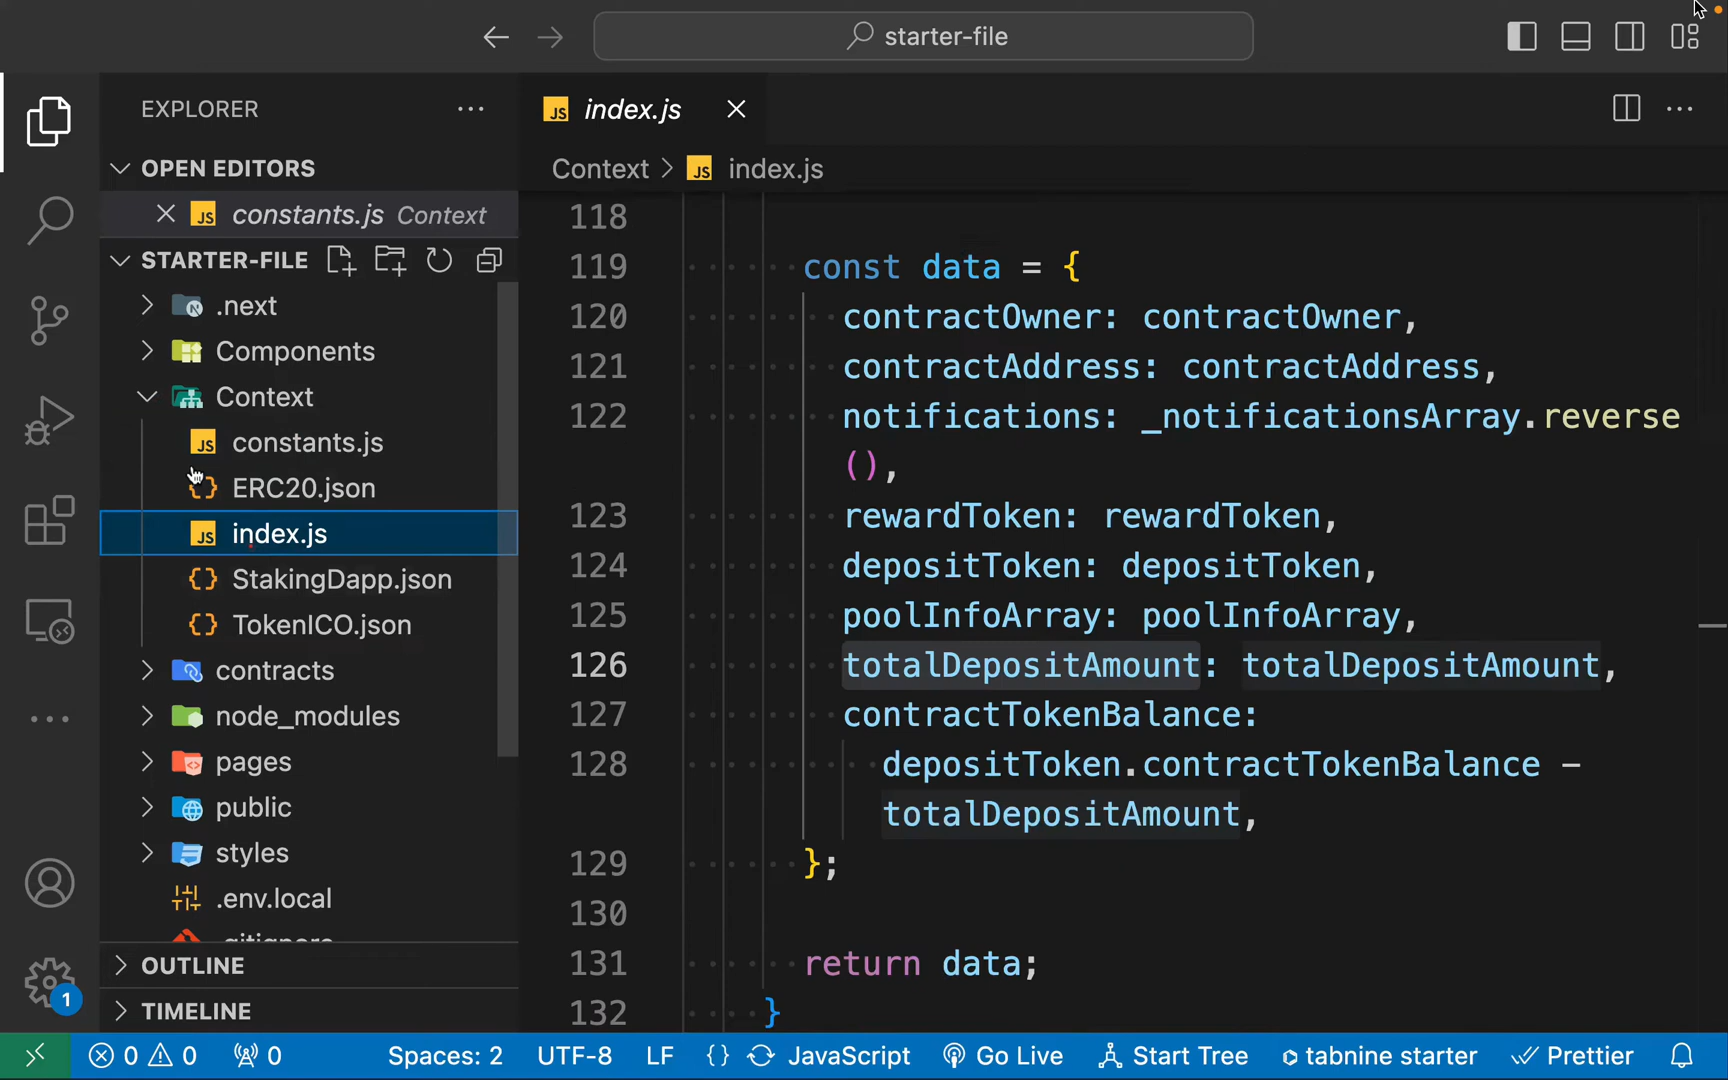 starter-file
EXPLORER
OPEN EDITORS
constants.js Context
STARTER-FILE
.next
Components
Context
constants.js
ERC20.json
index.js
StakingDapp.json
TokenICO.json
contracts
node_modules
pages
public
styles
.env.local
.gitignore
OUTLINE
TIMELINE
index.js
Context > JS index.js
118
119 const data = {
120 contractOwner: contractOwner,
121 contractAddress: contractAddress,
122 notifications: _notificationsArray.reverse
(),
123 rewardToken: rewardToken,
124 depositToken: depositToken,
125 poolInfoArray: poolInfoArray,
126 totalDepositAmount: totalDepositAmount,
127 contractTokenBalance:
128 depositToken.contractTokenBalance -
totalDepositAmount,
129 };
130
131 return data;
132 }
1
0 0 0 Spaces: 2 UTF-8 LF {} JavaScript Go Live Start Tree tabnine starter Prettier